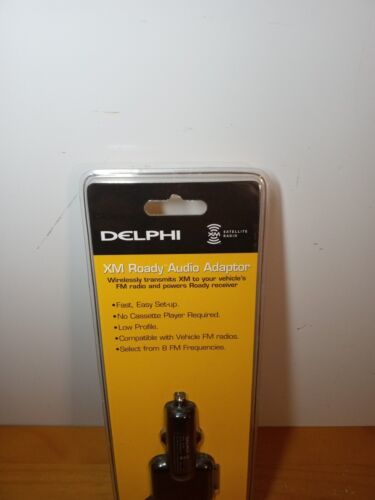 DELPHI
XM
SATELLITE
RADIO
XM Roady Audio Adaptor
Wirelessly transmits XM to your vehicle's
FM radio and powers Roady receiver
•Fast, Easy Set-up.
•No Cassette Player Required.
•Low Profile.
•Compatible with Vehicle FM radios.
•Select from 8 FM Frequencies.